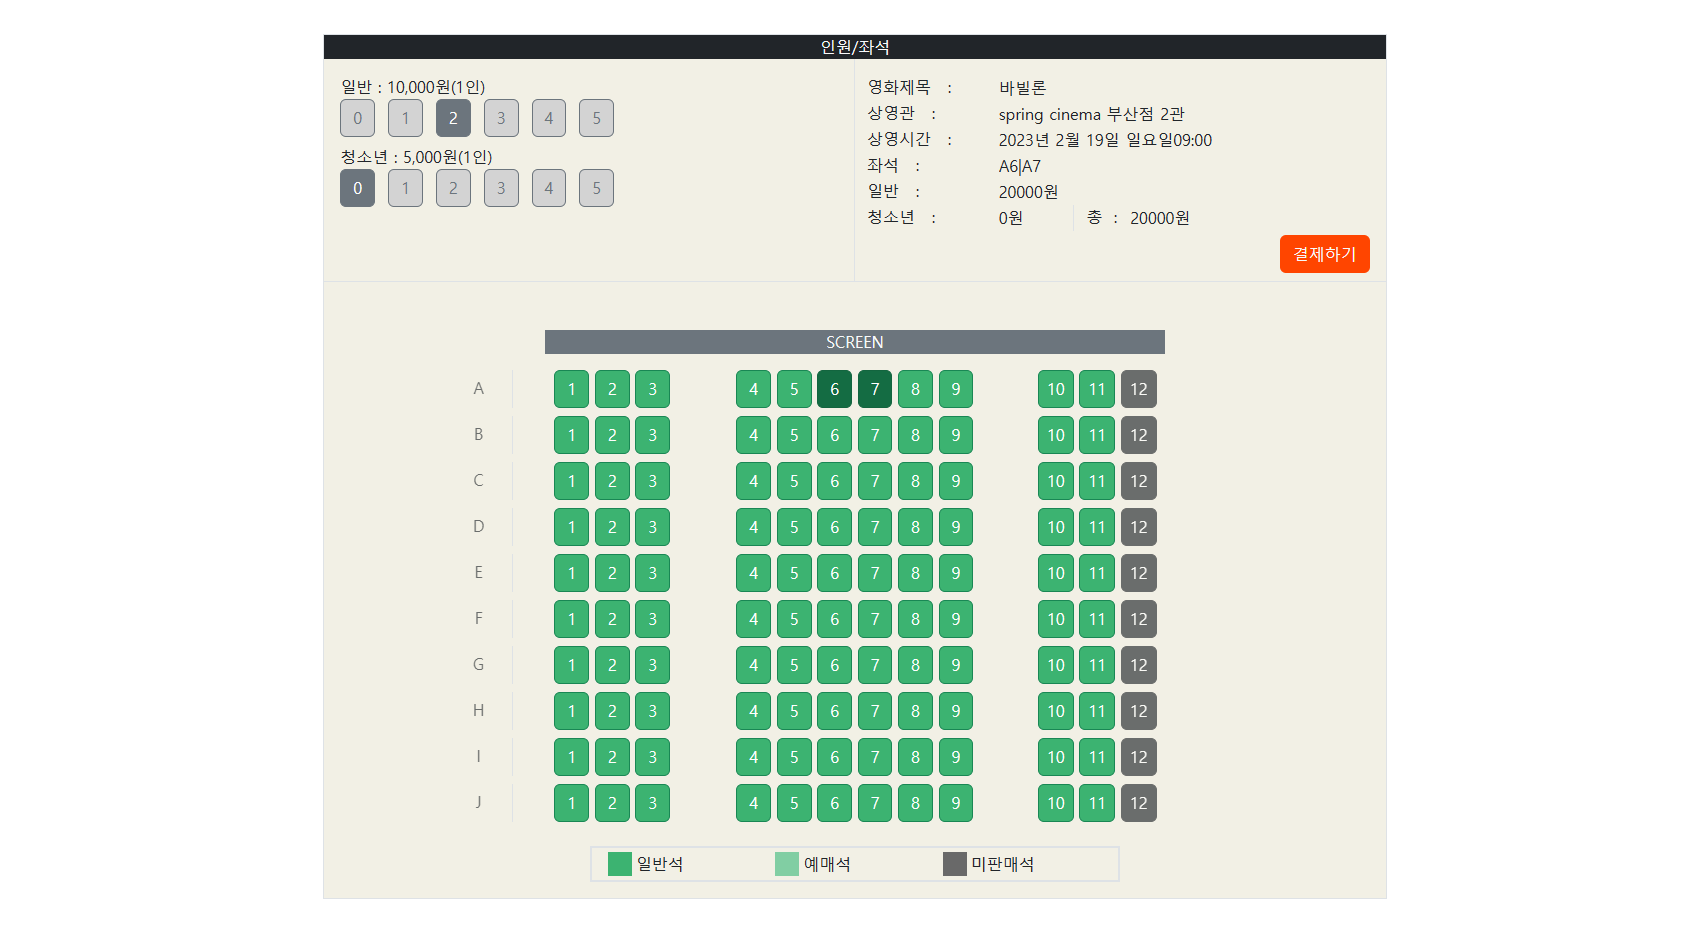 인원/좌석
일반 : 10,000원(1인)
0 1 2 3 4 5
청소년 : 5,000원(1인)
0 1 2 3 4 5
영화제목 : 바빌론
상영관 : spring cinema 부산점 2관
상영시간 : 2023년 2월 19일 일요일09:00
좌석 : A6|A7
일반 : 20000원
청소년 : 0원 총 : 20000원
결제하기
SCREEN
A 1 2 3 4 5 6 7 8 9 10 11 12
B 1 2 3 4 5 6 7 8 9 10 11 12
C 1 2 3 4 5 6 7 8 9 10 11 12
D 1 2 3 4 5 6 7 8 9 10 11 12
E 1 2 3 4 5 6 7 8 9 10 11 12
F 1 2 3 4 5 6 7 8 9 10 11 12
G 1 2 3 4 5 6 7 8 9 10 11 12
H 1 2 3 4 5 6 7 8 9 10 11 12
I 1 2 3 4 5 6 7 8 9 10 11 12
J 1 2 3 4 5 6 7 8 9 10 11 12
일반석 예매석 미판매석